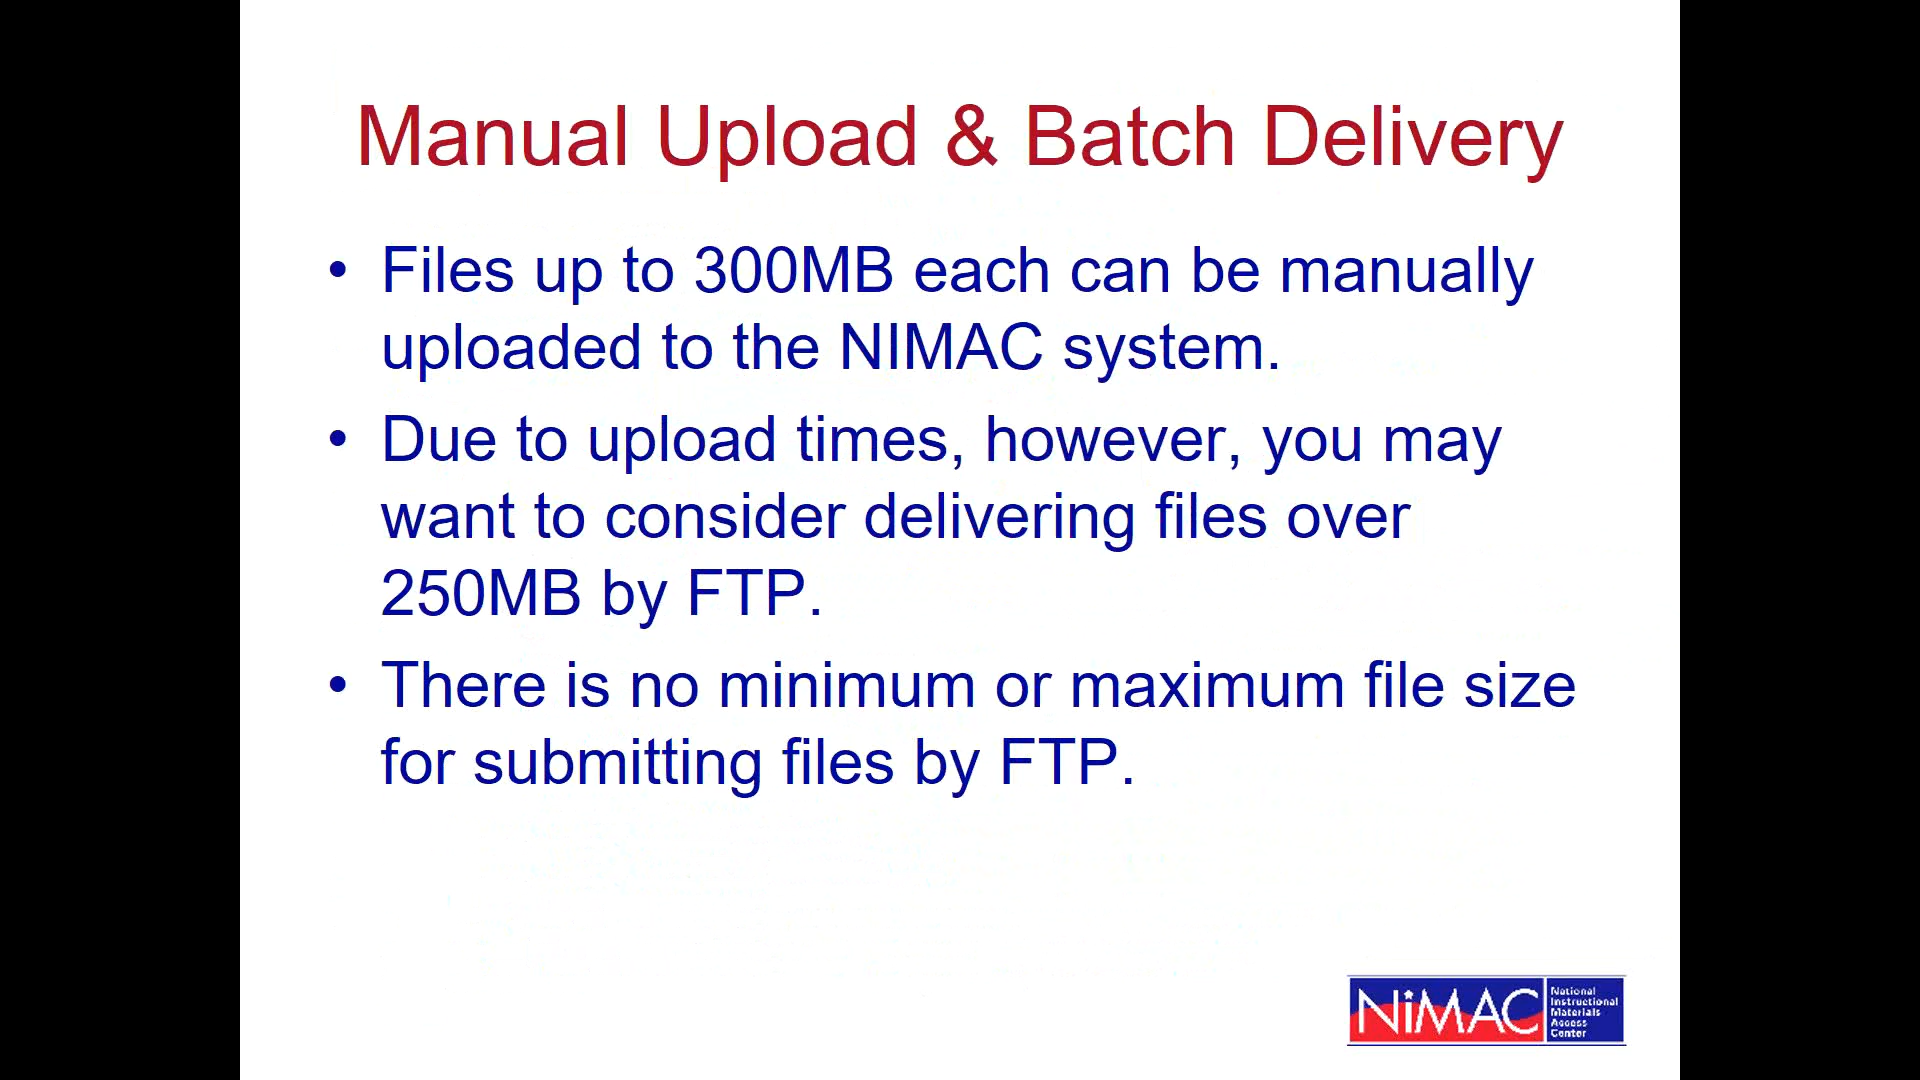 Manual Upload & Batch Delivery
• Files up to 300MB each can be manually
uploaded to the NIMAC system.
• Due to upload times, however, you may
want to consider delivering files over
250MB by FTP.
• There is no minimum or maximum file size
for submitting files by FTP.
NiMAC
National
Instructional
Materials
Access
Center